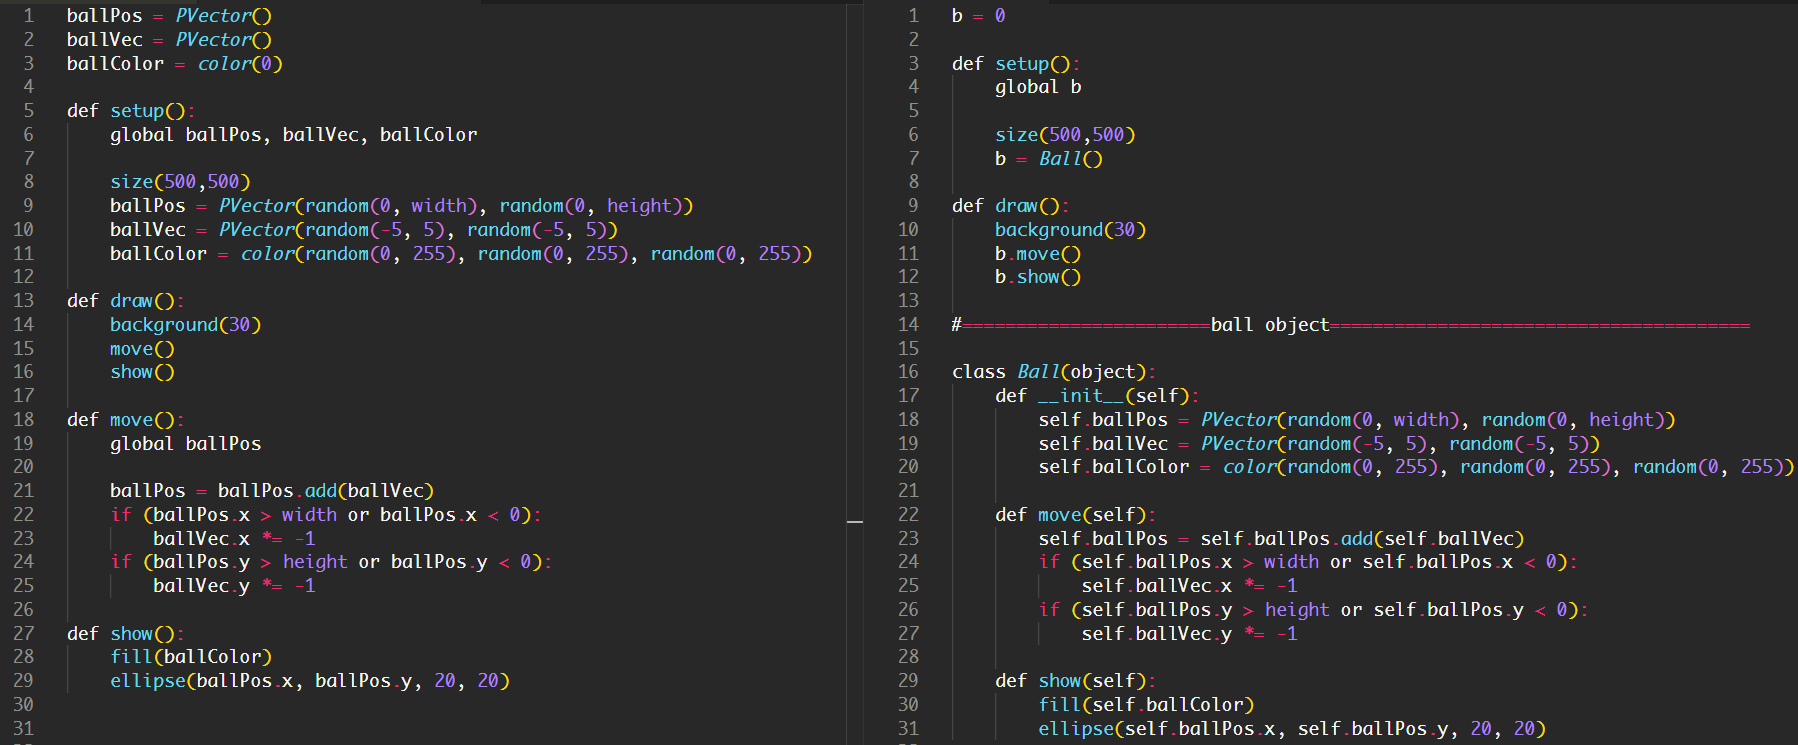 1 ballPos = PVector()
2 ballVec = PVector()
3 ballColor = color(0)
4
5 def setup():
6     global ballPos, ballVec, ballColor
7
8     size(500,500)
9     ballPos = PVector(random(0, width), random(0, height))
10     ballVec = PVector(random(-5, 5), random(-5, 5))
11     ballColor = color(random(0, 255), random(0, 255), random(0, 255))
12
13 def draw():
14     background(30)
15     move()
16     show()
17
18 def move():
19     global ballPos
20
21     ballPos = ballPos.add(ballVec)
22     if (ballPos.x > width or ballPos.x < 0):
23         ballVec.x *= -1
24     if (ballPos.y > height or ballPos.y < 0):
25         ballVec.y *= -1
26
27 def show():
28     fill(ballColor)
29     ellipse(ballPos.x, ballPos.y, 20, 20)
30
31
1 b = 0
2
3 def setup():
4     global b
5
6     size(500,500)
7     b = Ball()
8
9 def draw():
10     background(30)
11     b.move()
12     b.show()
13
14 #=======================ball object=======================================
15
16 class Ball(object):
17     def __init__(self):
18         self.ballPos = PVector(random(0, width), random(0, height))
19         self.ballVec = PVector(random(-5, 5), random(-5, 5))
20         self.ballColor = color(random(0, 255), random(0, 255), random(0, 255))
21
22     def move(self):
23         self.ballPos = self.ballPos.add(self.ballVec)
24         if (self.ballPos.x > width or self.ballPos.x < 0):
25             self.ballVec.x *= -1
26         if (self.ballPos.y > height or self.ballPos.y < 0):
27             self.ballVec.y *= -1
28
29     def show(self):
30         fill(self.ballColor)
31         ellipse(self.ballPos.x, self.ballPos.y, 20, 20)